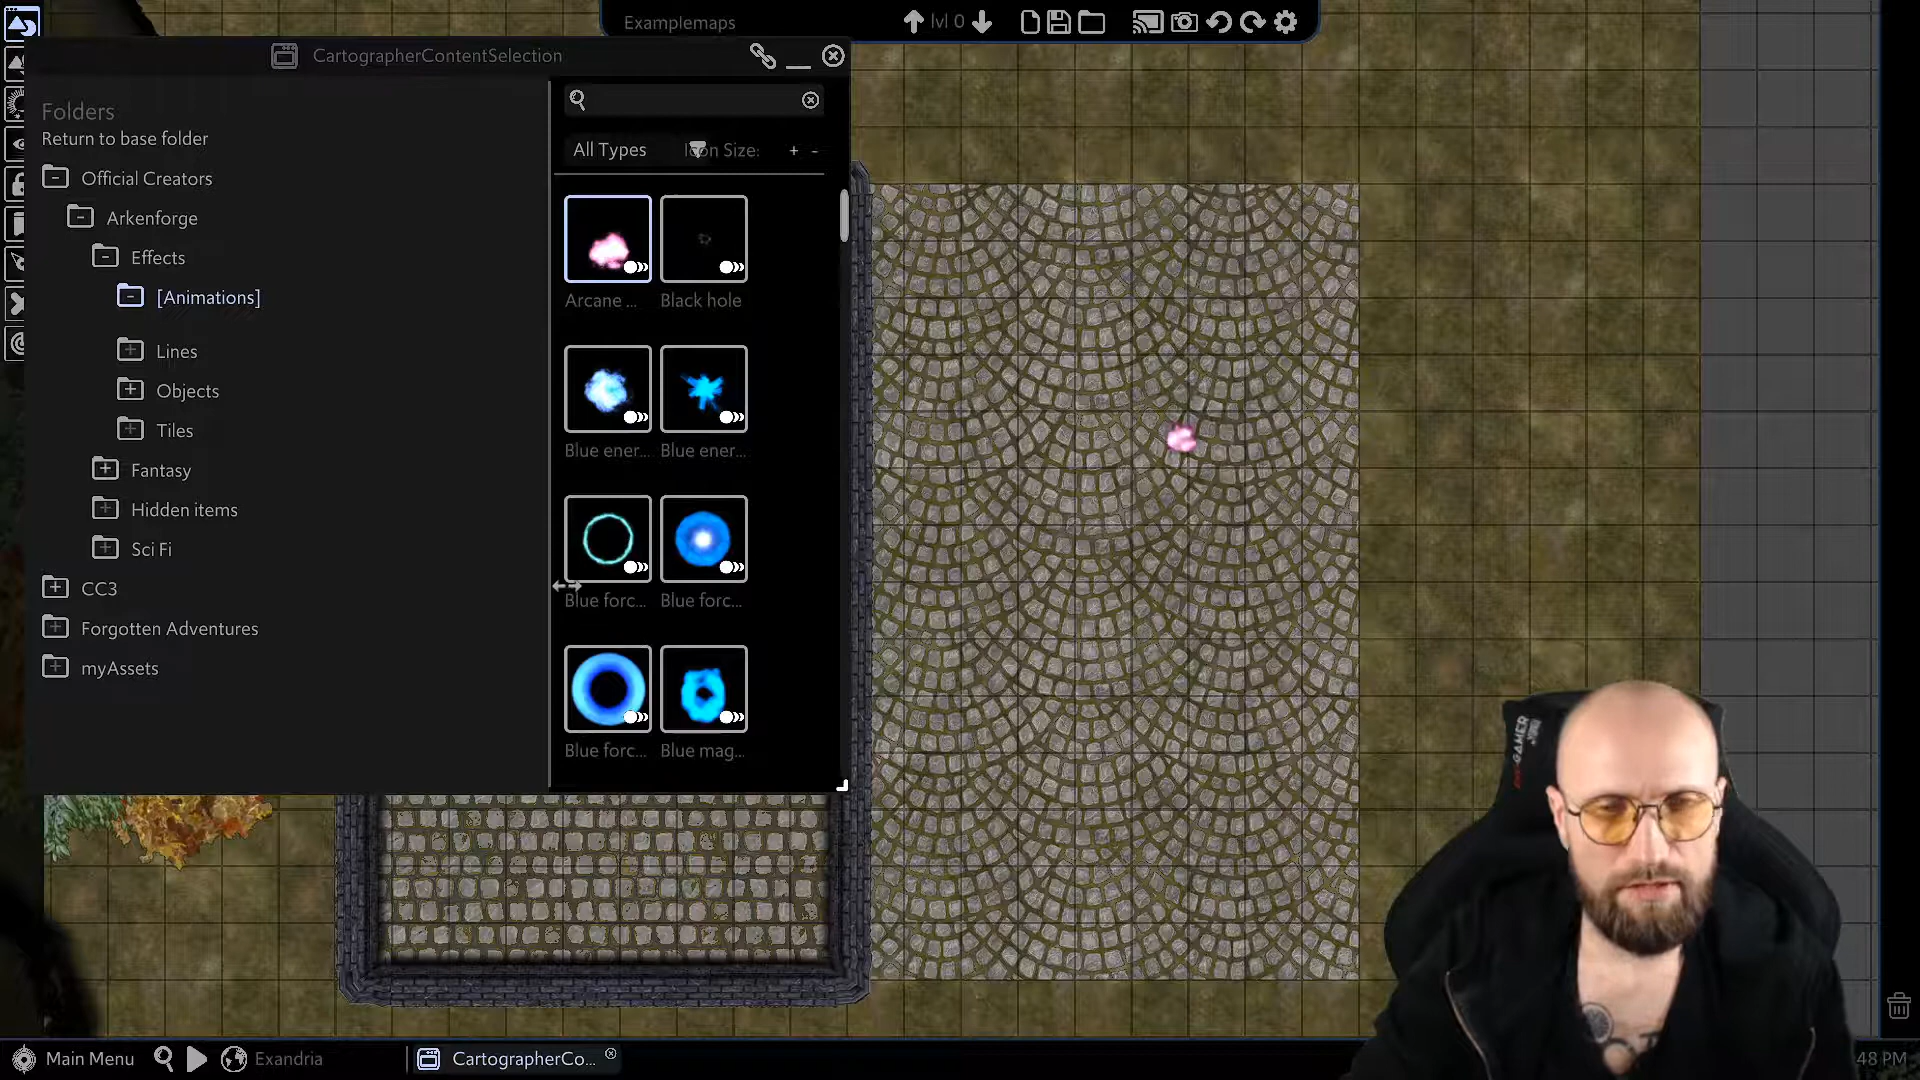 Examplemaps
lvl 0
CartographerContentSelection
Folders
Return to base folder
Official Creators
Arkenforge
Effects
[Animations]
Lines
Objects
Tiles
Fantasy
Hidden items
Sci Fi
CC3
Forgotten Adventures
myAssets
All Types
Icon Size: + -
Arcane ...
Black hole
Blue ener...
Blue ener...
Blue forc...
Blue forc...
Blue forc...
Blue mag...
GAMER
Main Menu
Exandria
CartographerCo...
48 PM